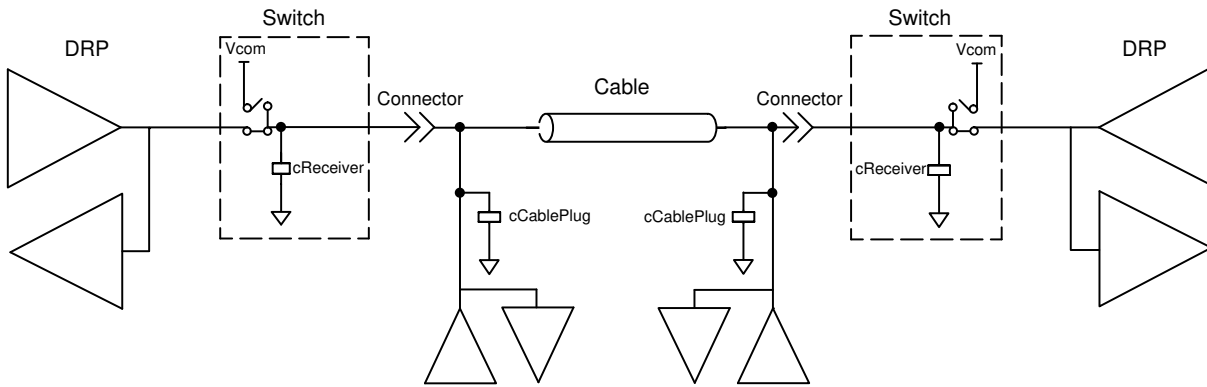 Switch
Switch
DRP
DRP
Vcom
Vcom
Connector
Cable
Connector
cReceiver
cReceiver
cCablePlug
cCablePlug